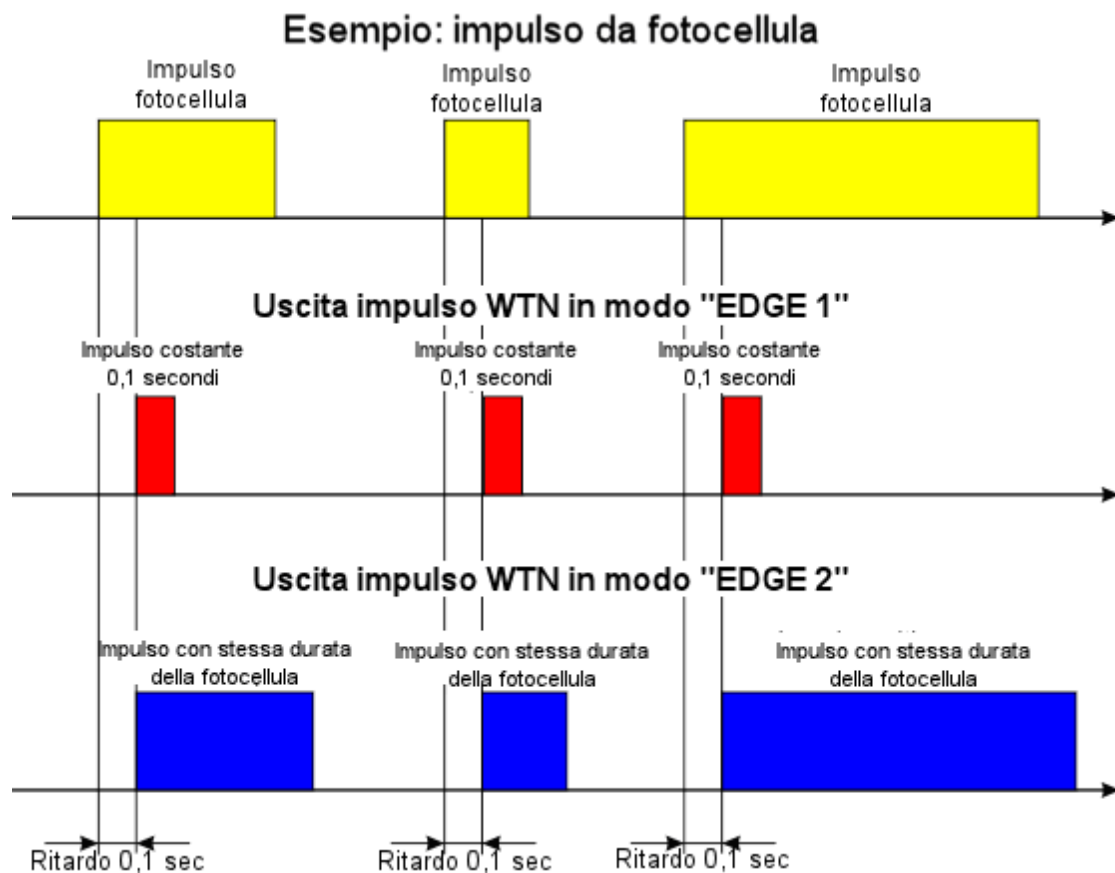 Esempio: impulso da fotocellula
Impulso
fotocellula
Impulso
fotocellula
Impulso
fotocellula
Uscita impulso WTN in modo "EDGE 1"
Impulso costante
0,1 secondi
Impulso costante
0,1 secondi
Impulso costante
0,1 secondi
Uscita impulso WTN in modo "EDGE 2"
Impulso con stessa durata
della fotocellula
Impulso con stessa durata
della fotocellula
Impulso con stessa durata
della fotocellula
Ritardo 0,1 sec
Ritardo 0,1 sec
Ritardo 0,1 sec